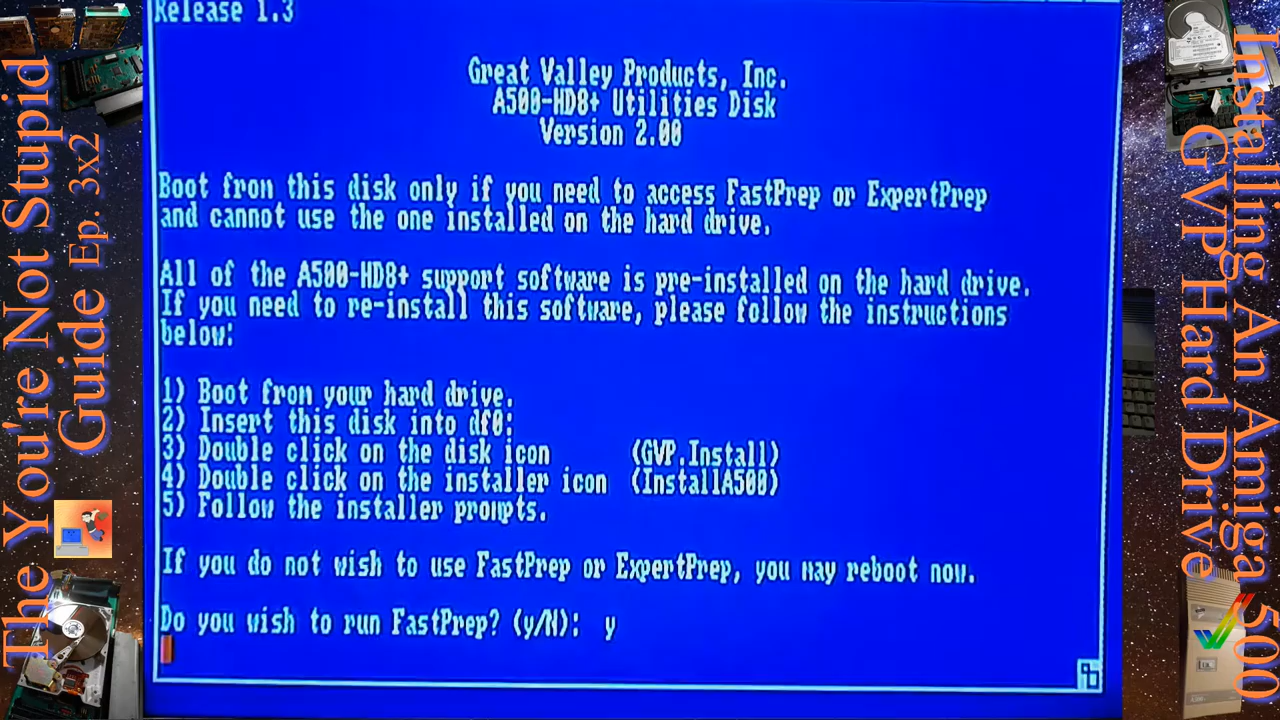 Release 1.3
Great Valley Products, Inc.
A500-HD8+ Utilities Disk
Version 2.00
Boot from this disk only if you need to access FastPrep or ExpertPrep
and cannot use the one installed on the hard drive.
All of the A500-HD8+ support software is pre-installed on the hard drive.
If you need to re-install this software, please follow the instructions
below:
1) Boot from your hard drive.
2) Insert this disk into df0:
3) Double click on the disk icon (GVP.Install)
4) Double click on the installer icon (InstallA500)
5) Follow the installer prompts.
If you do not wish to use FastPrep or ExpertPrep, you may reboot now.
Do you wish to run FastPrep? (y/N): y
The You're Not Stupid
Guide Ep. 3x2
Installing An Amiga 500
GVP Hard Drive